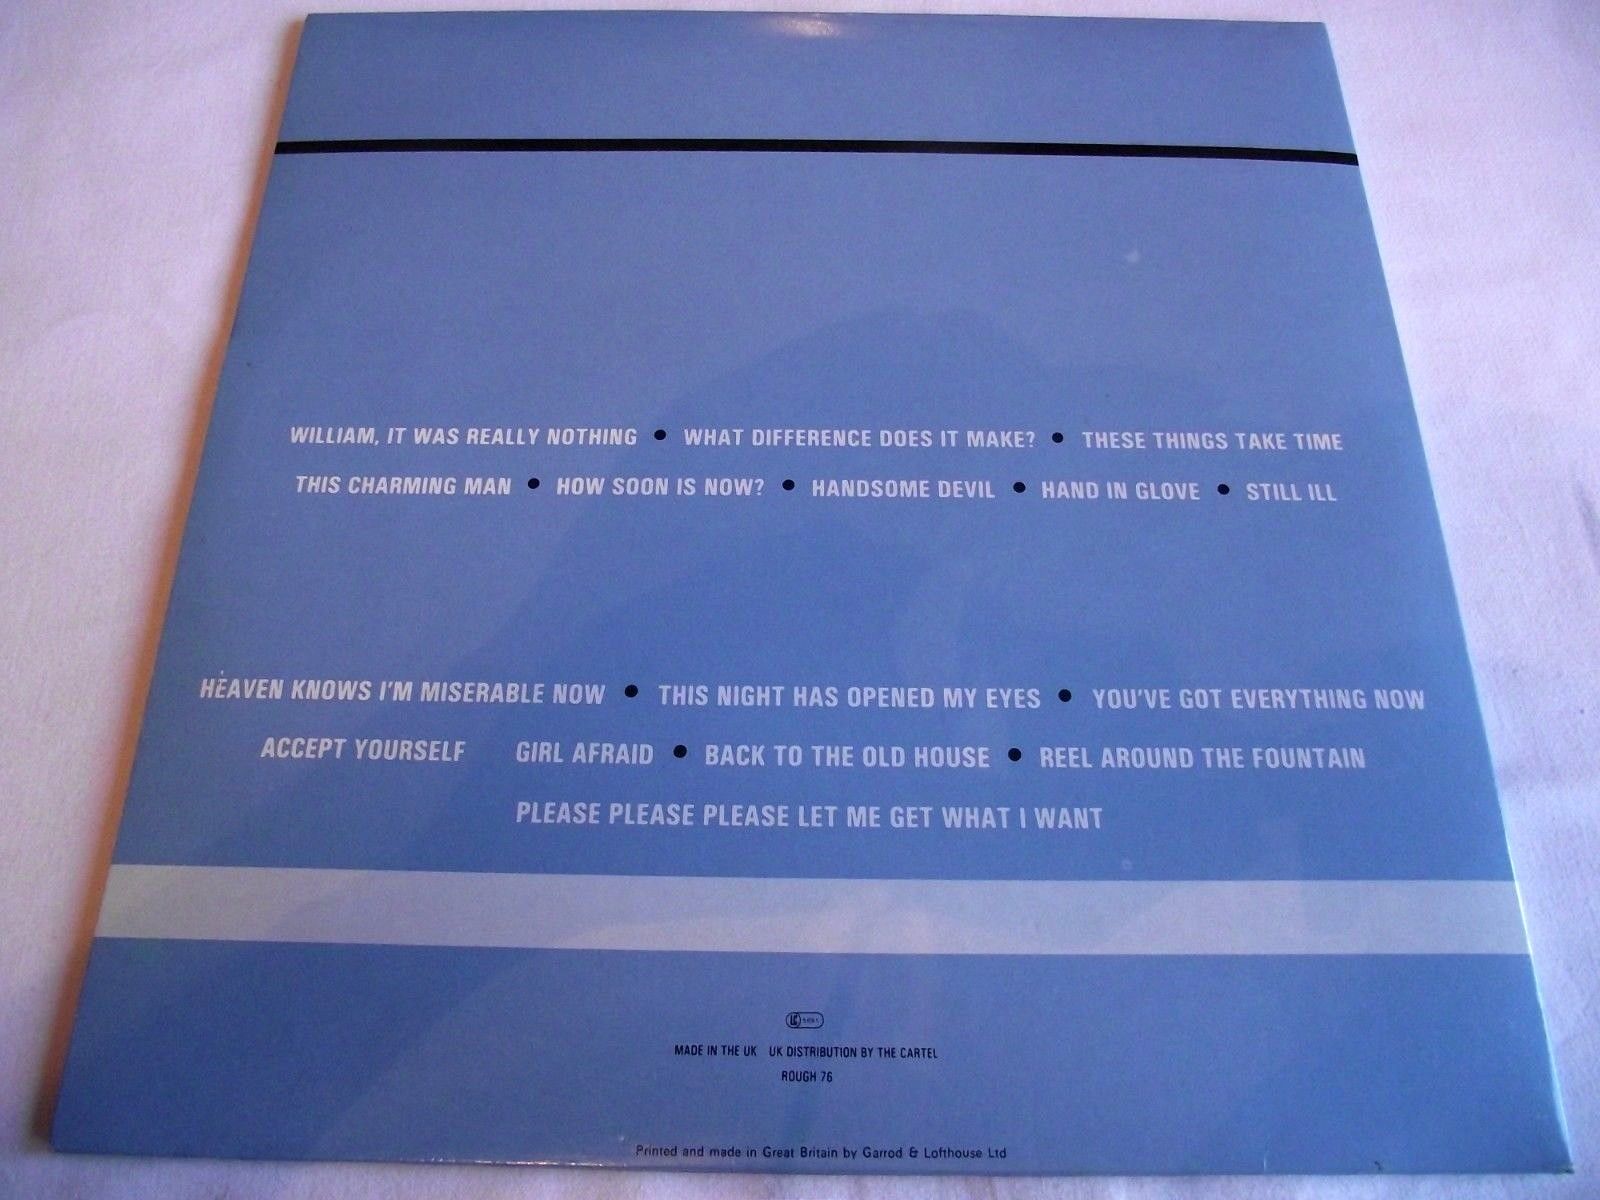 WILLIAM, IT WAS REALLY NOTHING ● WHAT DIFFERENCE DOES IT MAKE? ● THESE THINGS TAKE TIME
THIS CHARMING MAN ● HOW SOON IS NOW? ● HANDSOME DEVIL ● HAND IN GLOVE ● STILL ILL
HEAVEN KNOWS I'M MISERABLE NOW ● THIS NIGHT HAS OPENED MY EYES ● YOU'VE GOT EVERYTHING NOW
ACCEPT YOURSELF GIRL AFRAID ● BACK TO THE OLD HOUSE ● REEL AROUND THE FOUNTAIN
PLEASE PLEASE PLEASE LET ME GET WHAT I WANT
LC
MADE IN THE UK UK DISTRIBUTION BY THE CARTEL
ROUGH 76
Printed and made in Great Britain by Garrod & Lofthouse Ltd